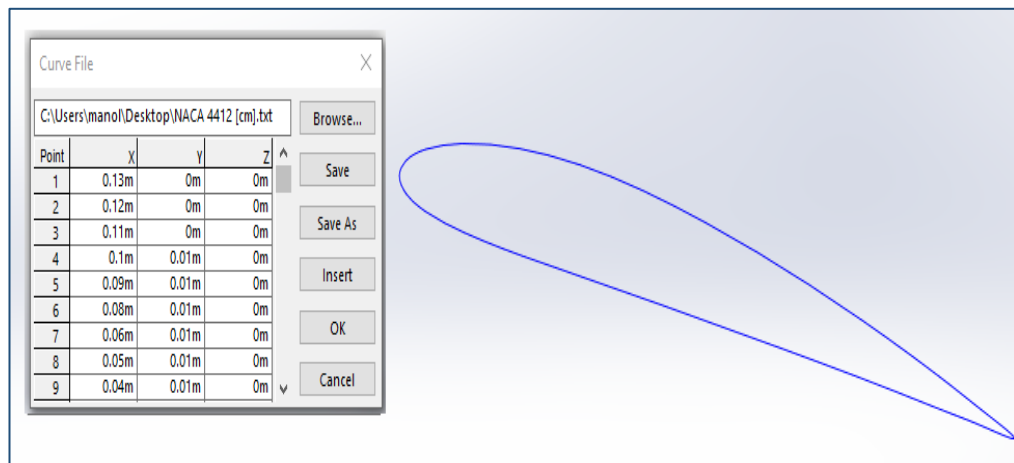 Curve File
C:\Users\manol\Desktop\NACA 4412 [cm].txt Browse...
Point X Y Z
1 0.13m 0m 0m
2 0.12m 0m 0m
3 0.11m 0m 0m
4 0.1m 0.01m 0m
5 0.09m 0.01m 0m
6 0.08m 0.01m 0m
7 0.06m 0.01m 0m
8 0.05m 0.01m 0m
9 0.04m 0.01m 0m
Save
Save As
Insert
OK
Cancel